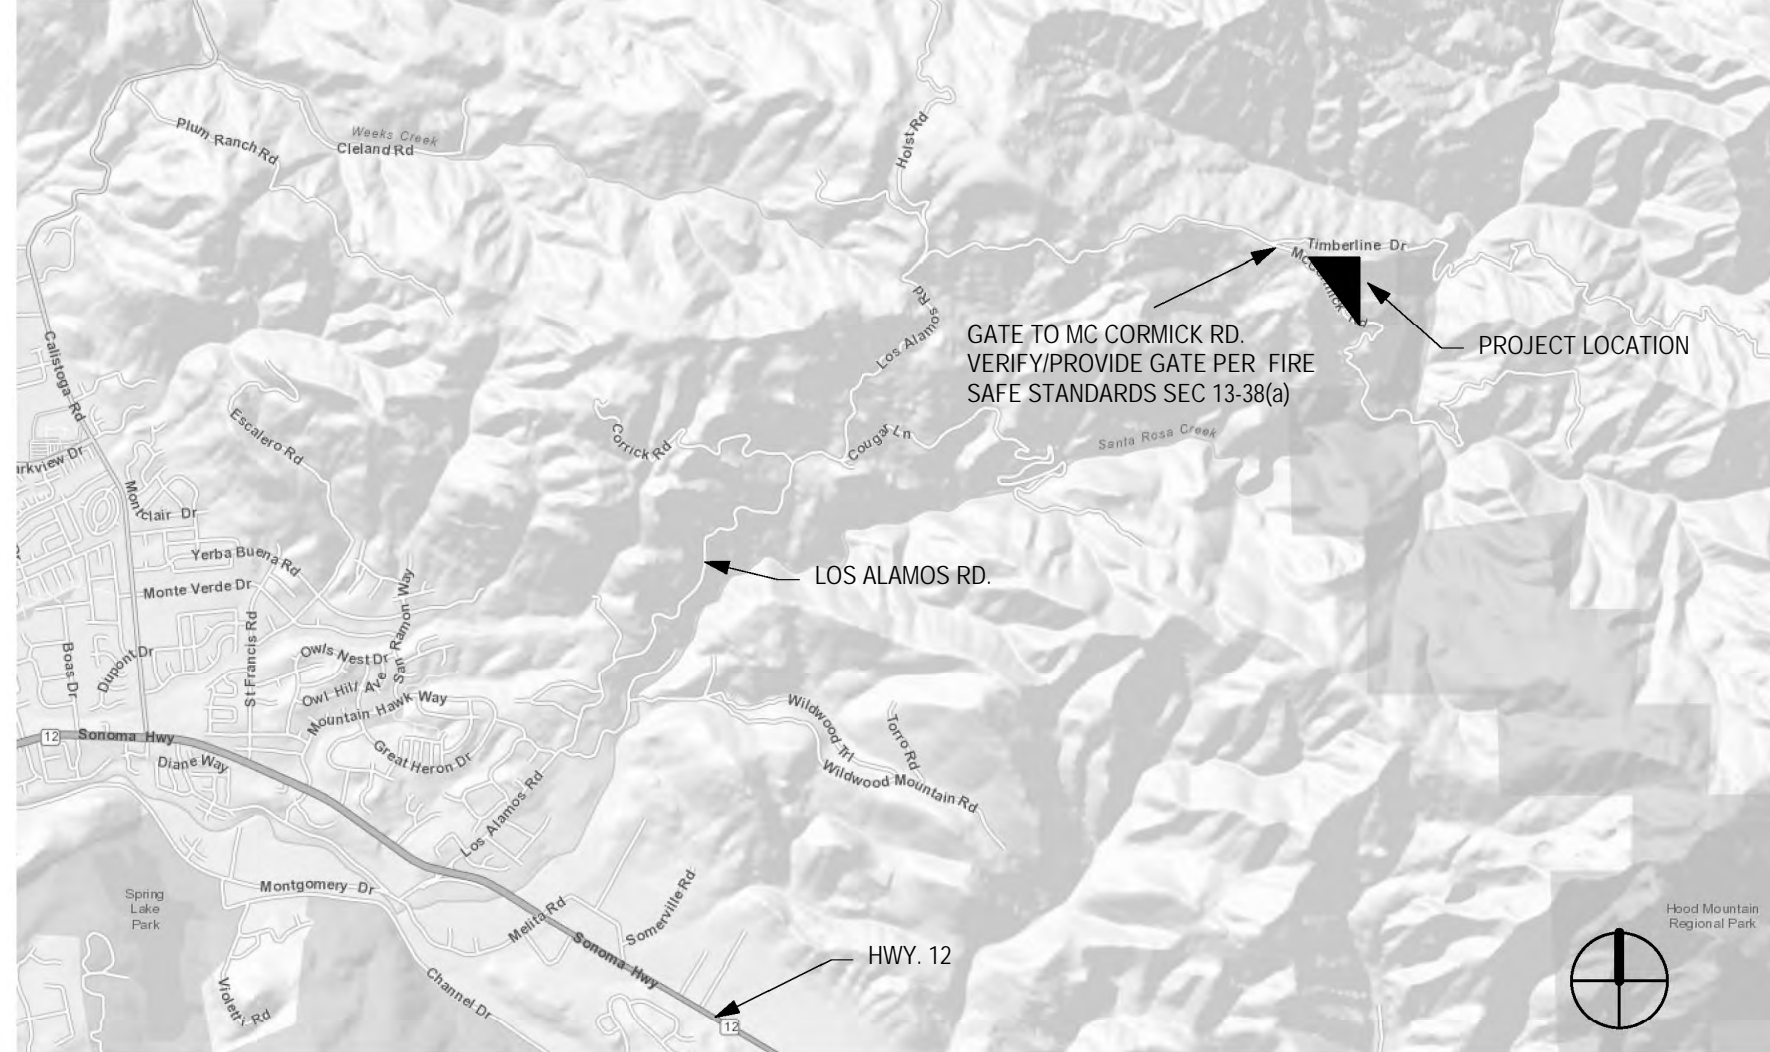 Plum Ranch Rd
Weeks Creek
Cleland Rd
Holst Rd
Timberline Dr
McCormick Rd
Los Alamos Rd
GATE TO MC CORMICK RD.
VERIFY/PROVIDE GATE PER FIRE
SAFE STANDARDS SEC 13-38(a)
PROJECT LOCATION
Calistoga Rd
Escalero Rd
Corrick Rd
Cougar Ln
Santa Rosa Creek
arkview Dr
Montclair Dr
Dr
Yerba Buena Rd
Monte Verde Dr
San Ramon Way
LOS ALAMOS RD.
St Francis Rd
Boas Dr
Dupont Dr
Owls Nest Dr
Owl Hill Ave
Mountain Hawk Way
Great Heron Dr
Wildwood Trl
Torro Rd
Wildwood Mountain Rd
12
Sonoma Hwy
Diane Way
Los Alamos Rd
Montgomery Dr
Spring
Lake
Park
Melita Rd
Somerville Rd
Hood Mountain
Regional Park
Sonoma Hwy
HWY. 12
Channel Dr
Violetti Rd
12